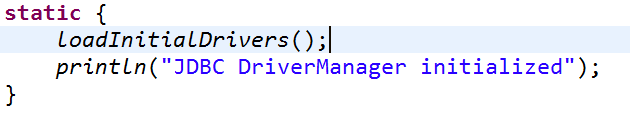 static {
    loadInitialDrivers();
    println("JDBC DriverManager initialized");
}